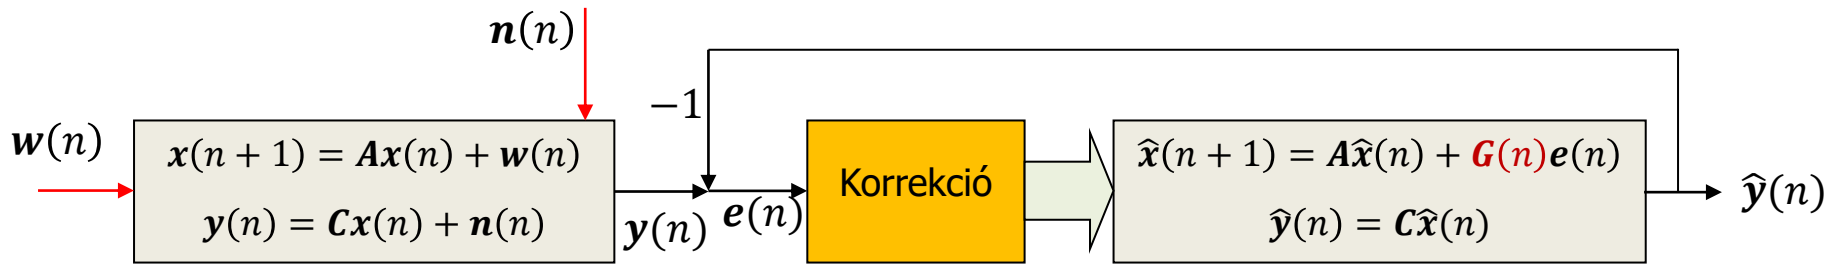 n(n)
−1
w(n)
x(n + 1) = Ax(n) + w(n)
y(n) = Cx(n) + n(n)
y(n)
e(n)
Korrekció
x̂(n + 1) = Ax̂(n) + G(n)e(n)
ŷ(n) = Cx̂(n)
ŷ(n)